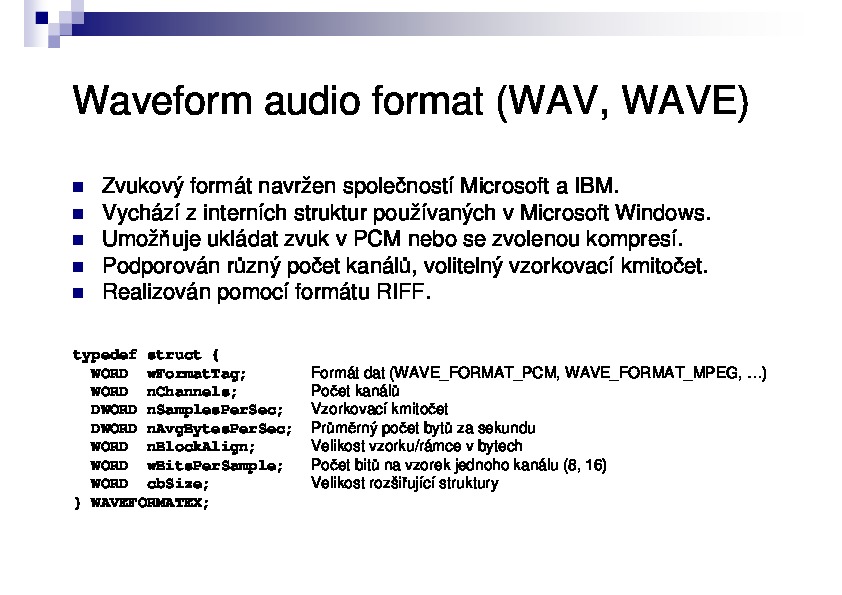 Waveform audio format (WAV, WAVE)
Zvukový formát navržen společností Microsoft a IBM.
Vychází z interních struktur používaných v Microsoft Windows.
Umožňuje ukládat zvuk v PCM nebo se zvolenou kompresí.
Podporován různý počet kanálů, volitelný vzorkovací kmitočet.
Realizován pomocí formátu RIFF.
typedef struct {
WORD wFormatTag; Formát dat (WAVE_FORMAT_PCM, WAVE_FORMAT_MPEG, …)
WORD nChannels; Počet kanálů
DWORD nSamplesPerSec; Vzorkovací kmitočet
DWORD nAvgBytesPerSec; Průměrný počet bytů za sekundu
WORD nBlockAlign; Velikost vzorku/rámce v bytech
WORD wBitsPerSample; Počet bitů na vzorek jednoho kanálu (8, 16)
WORD cbSize; Velikost rozšiřující struktury
} WAVEFORMATEX;